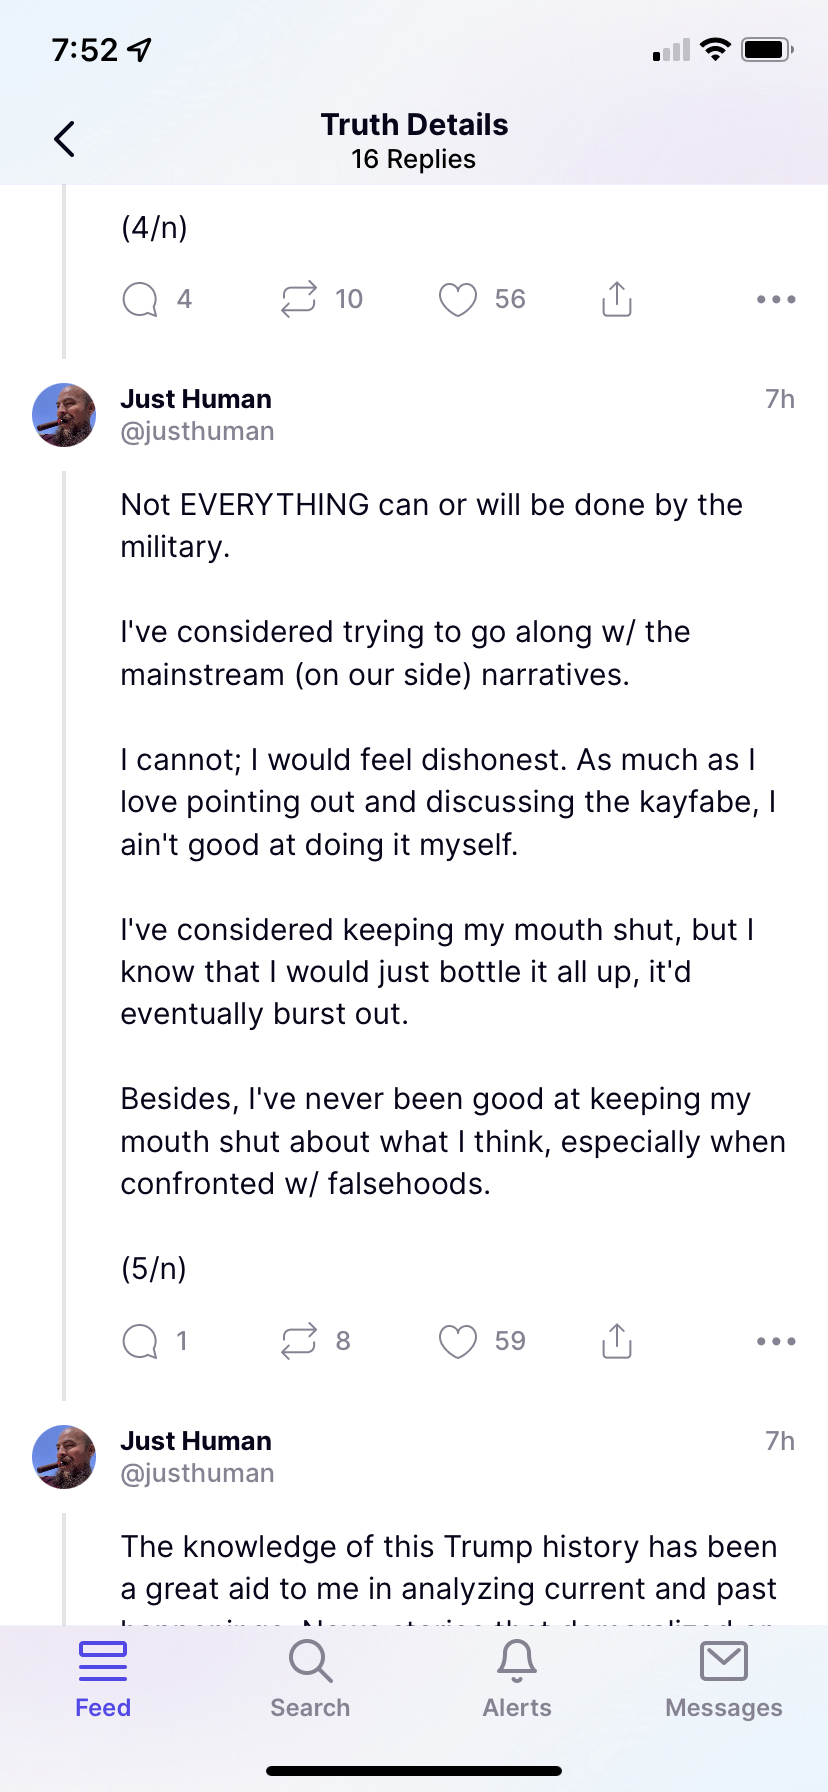 7:52
Truth Details
16 Replies
(4/n)
4 10 56
Just Human 7h
@justhuman
Not EVERYTHING can or will be done by the
military.
I've considered trying to go along w/ the
mainstream (on our side) narratives.
I cannot; I would feel dishonest. As much as I
love pointing out and discussing the kayfabe, I
ain't good at doing it myself.
I've considered keeping my mouth shut, but I
know that I would just bottle it all up, it'd
eventually burst out.
Besides, I've never been good at keeping my
mouth shut about what I think, especially when
confronted w/ falsehoods.
(5/n)
1 8 59
Just Human 7h
@justhuman
The knowledge of this Trump history has been
a great aid to me in analyzing current and past
Feed Search Alerts Messages